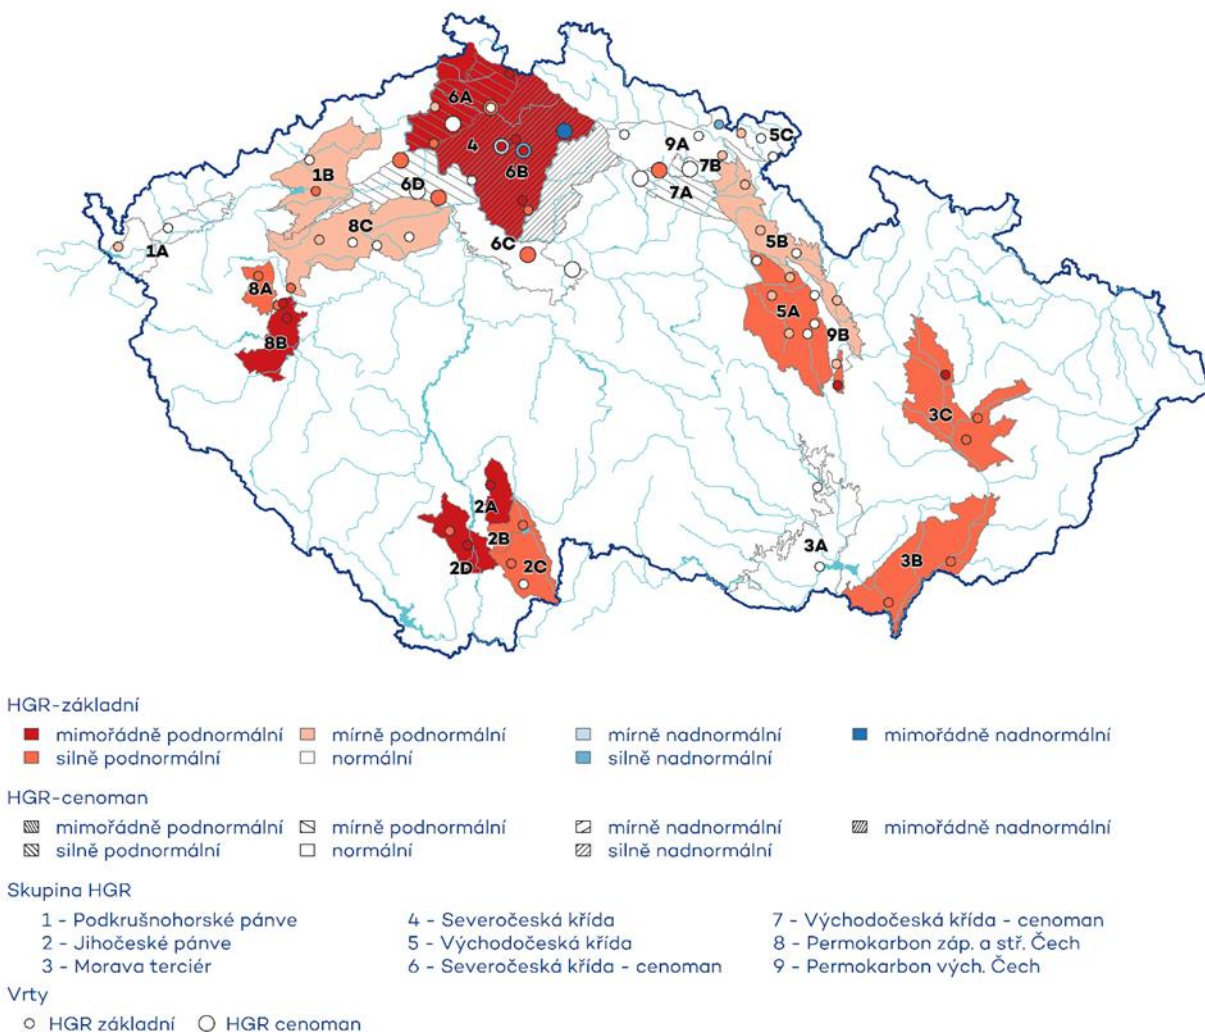 6A
4
6B
6D
6C
9A
5C
7B
7A
1B
1A
8C
8A
8B
5B
5A
9B
3C
2A
2B
2D
2C
3A
3B
HGR-základní
mimořádně podnormální mírně podnormální mírně nadnormální mimořádně nadnormální
silně podnormální normální silně nadnormální
HGR-cenoman
mimořádně podnormální mírně podnormální mírně nadnormální mimořádně nadnormální
silně podnormální normální silně nadnormální
Skupina HGR
1 - Podkrušnohorské pánve 4 - Severočeská křída 7 - Východočeská křída - cenoman
2 - Jihočeské pánve 5 - Východočeská křída 8 - Permokarbon záp. a stř. Čech
3 - Morava terciér 6 - Severočeská křída - cenoman 9 - Permokarbon vých. Čech
Vrty
HGR základní HGR cenoman